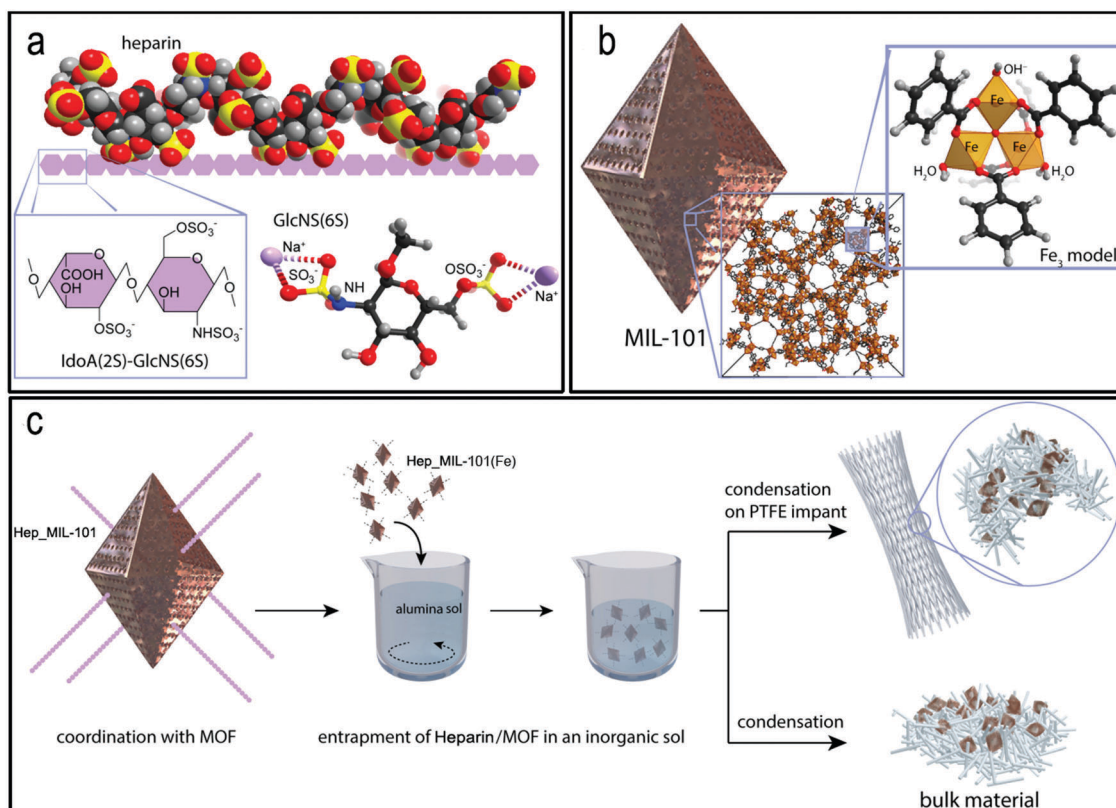 a
heparin
GlcNS(6S)
Na⁺
SO₃⁻
NH
OSO₃⁻
Na⁺
OSO₃⁻
O
COOH
OH
O
O
O
OH
O
OSO₃⁻
NHSO₃⁻
IdoA(2S)-GlcNS(6S)
b
MIL-101
OH⁻
Fe
Fe
Fe
H₂O
H₂O
Fe₃ model
c
Hep_MIL-101
coordination with MOF
Hep_MIL-101(Fe)
alumina sol
entrapment of Heparin/MOF in an inorganic sol
condensation
on PTFE impant
condensation
bulk material